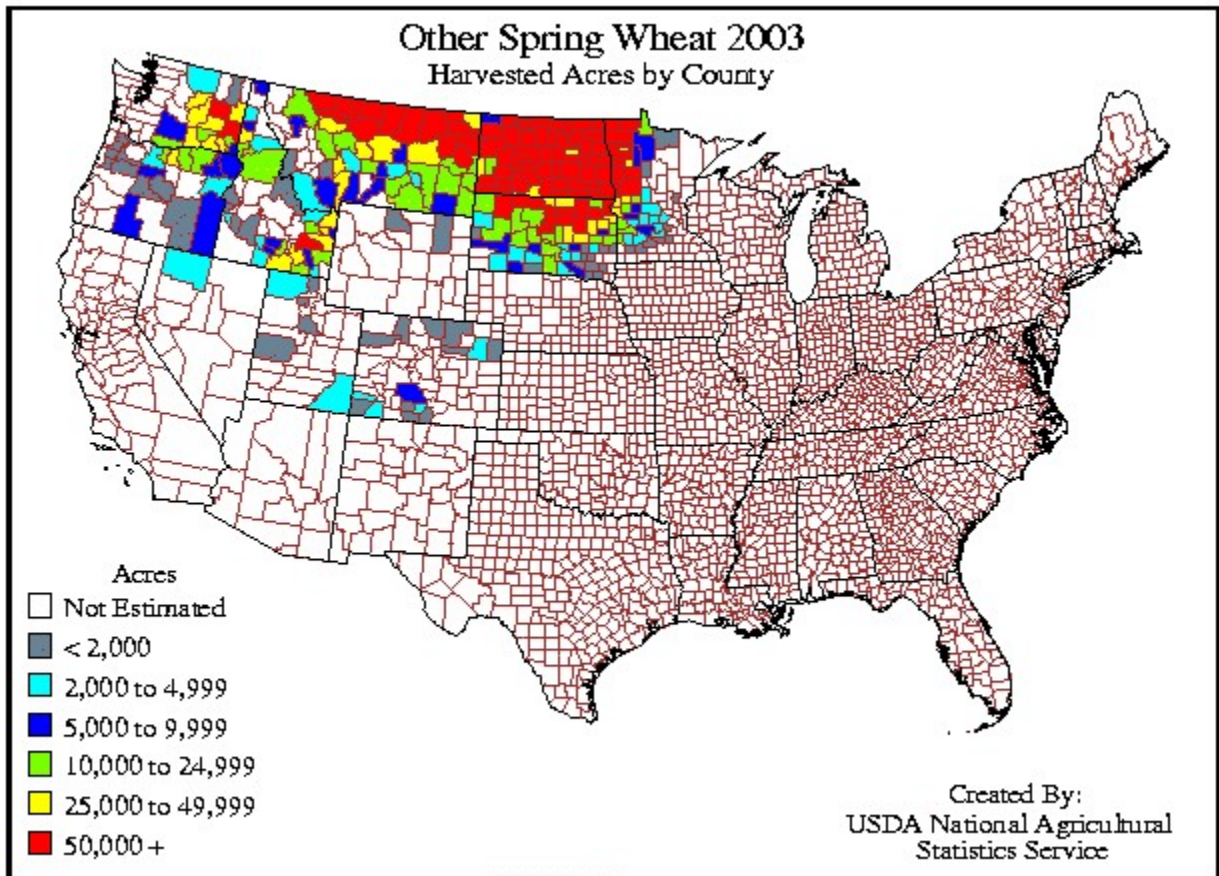 Other Spring Wheat 2003
Harvested Acres by County
Acres
Not Estimated
< 2,000
2,000 to 4,999
5,000 to 9,999
10,000 to 24,999
25,000 to 49,999
50,000 +
Created By:
USDA National Agricultural
Statistics Service